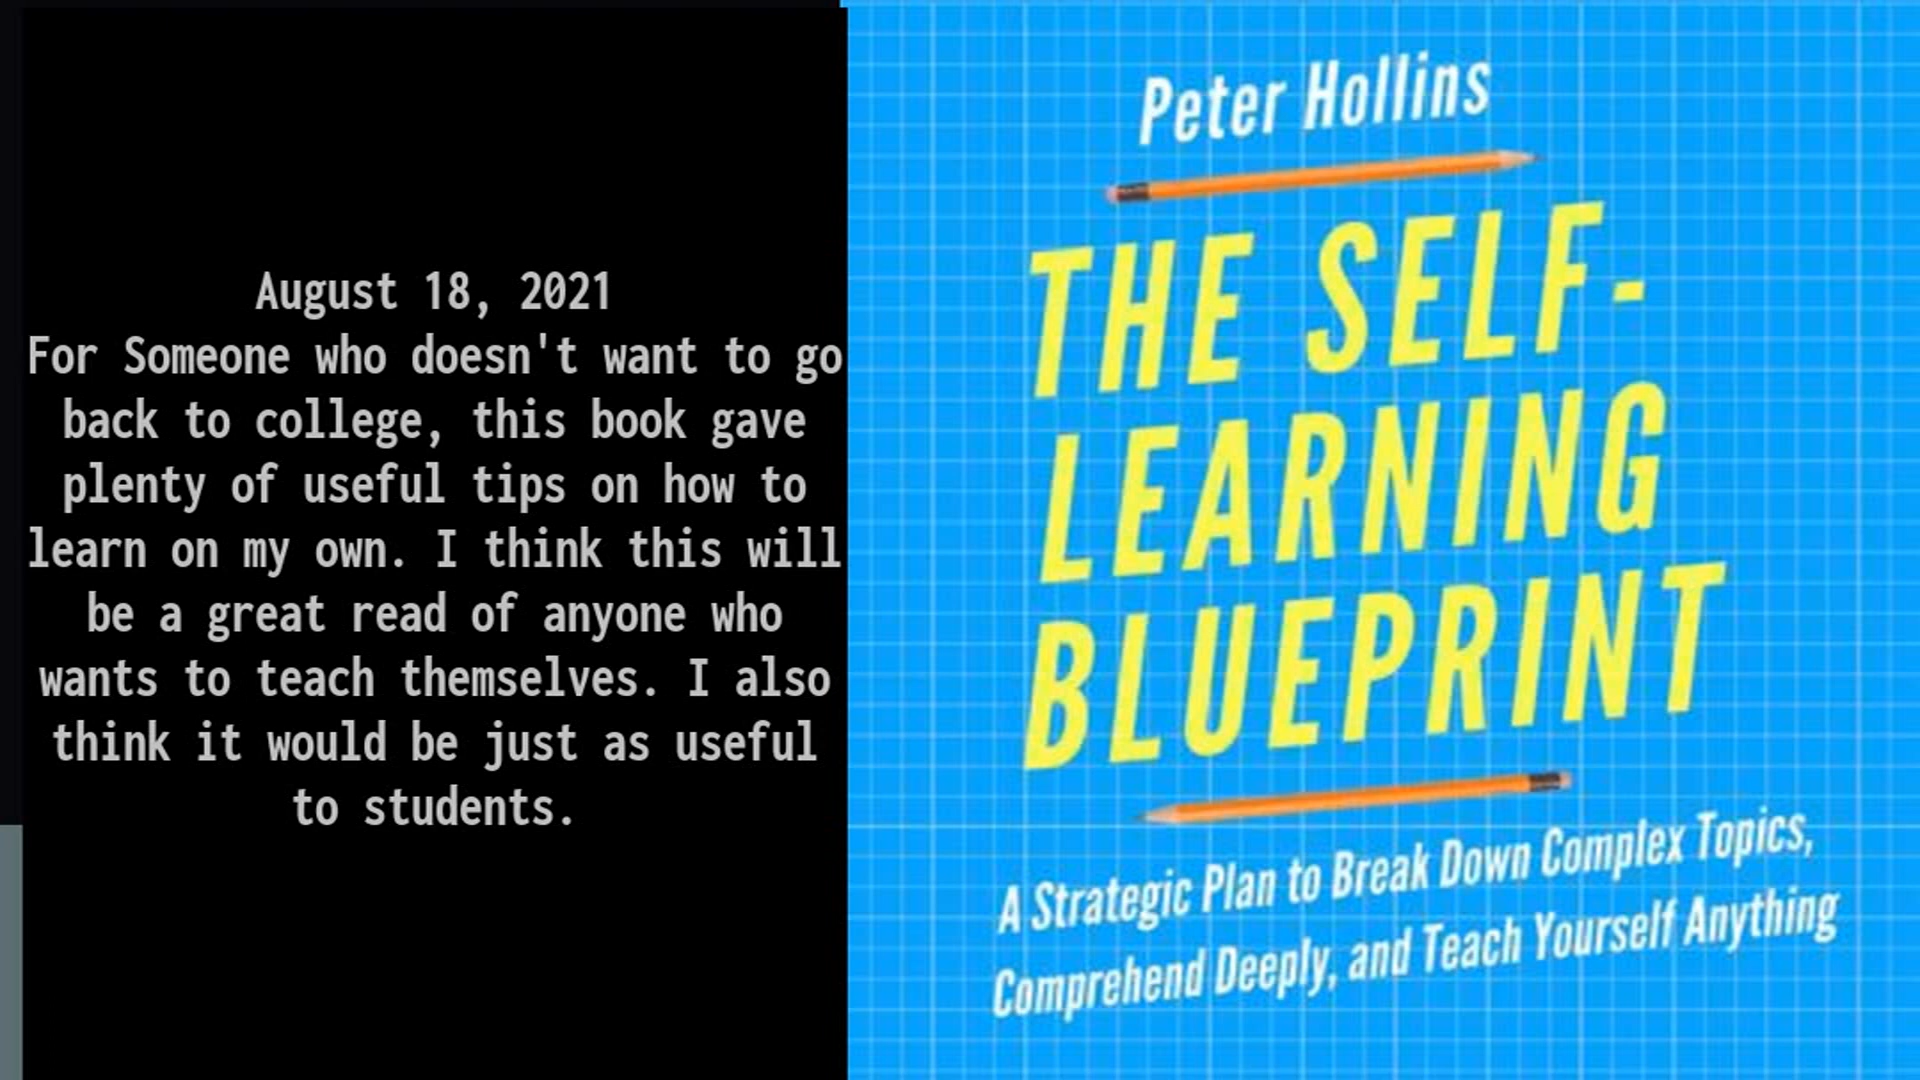 August 18, 2021
For Someone who doesn't want to go
back to college, this book gave
plenty of useful tips on how to
learn on my own. I think this will
be a great read of anyone who
wants to teach themselves. I also
think it would be just as useful
to students.
Peter Hollins
THE SELF-
LEARNING
BLUEPRINT
A Strategic Plan to Break Down Complex Topics,
Comprehend Deeply, and Teach Yourself Anything